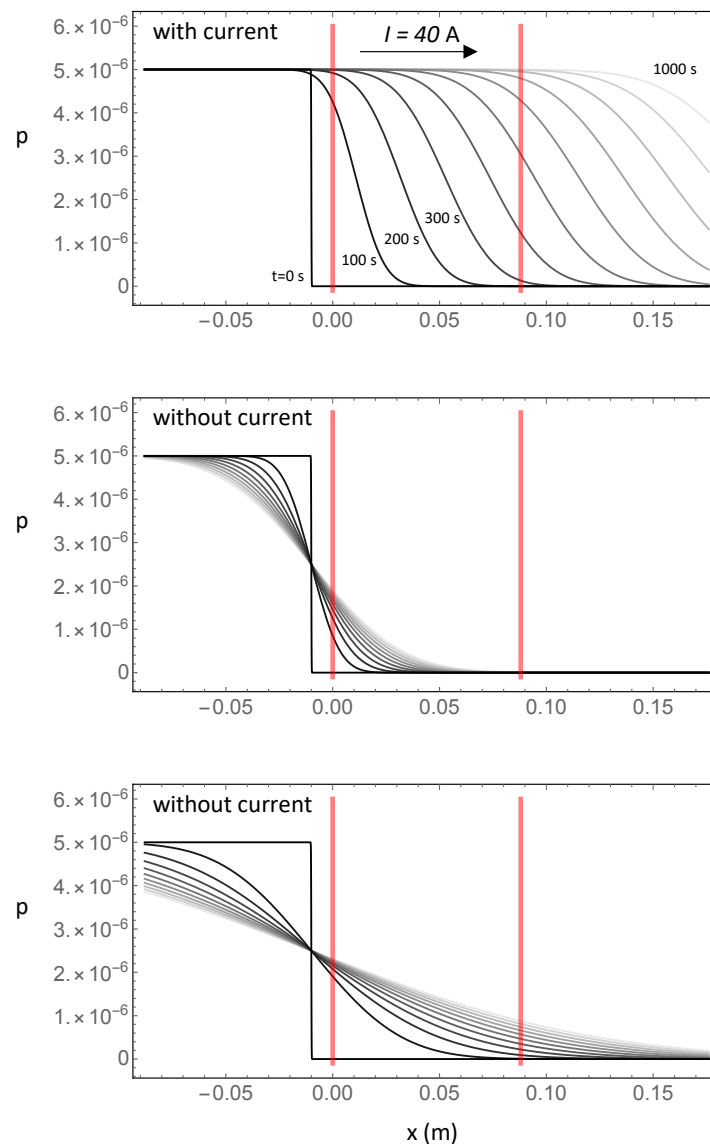 6. × 10⁻⁶
with current
I = 40 A
1000 s
5. × 10⁻⁶
p
4. × 10⁻⁶
3. × 10⁻⁶
2. × 10⁻⁶
300 s
200 s
1. × 10⁻⁶
100 s
t=0 s
0
−0.05 0.00 0.05 0.10 0.15
6. × 10⁻⁶
without current
5. × 10⁻⁶
p
4. × 10⁻⁶
3. × 10⁻⁶
2. × 10⁻⁶
1. × 10⁻⁶
0
−0.05 0.00 0.05 0.10 0.15
6. × 10⁻⁶
without current
5. × 10⁻⁶
p
4. × 10⁻⁶
3. × 10⁻⁶
2. × 10⁻⁶
1. × 10⁻⁶
0
−0.05 0.00 0.05 0.10 0.15
x (m)